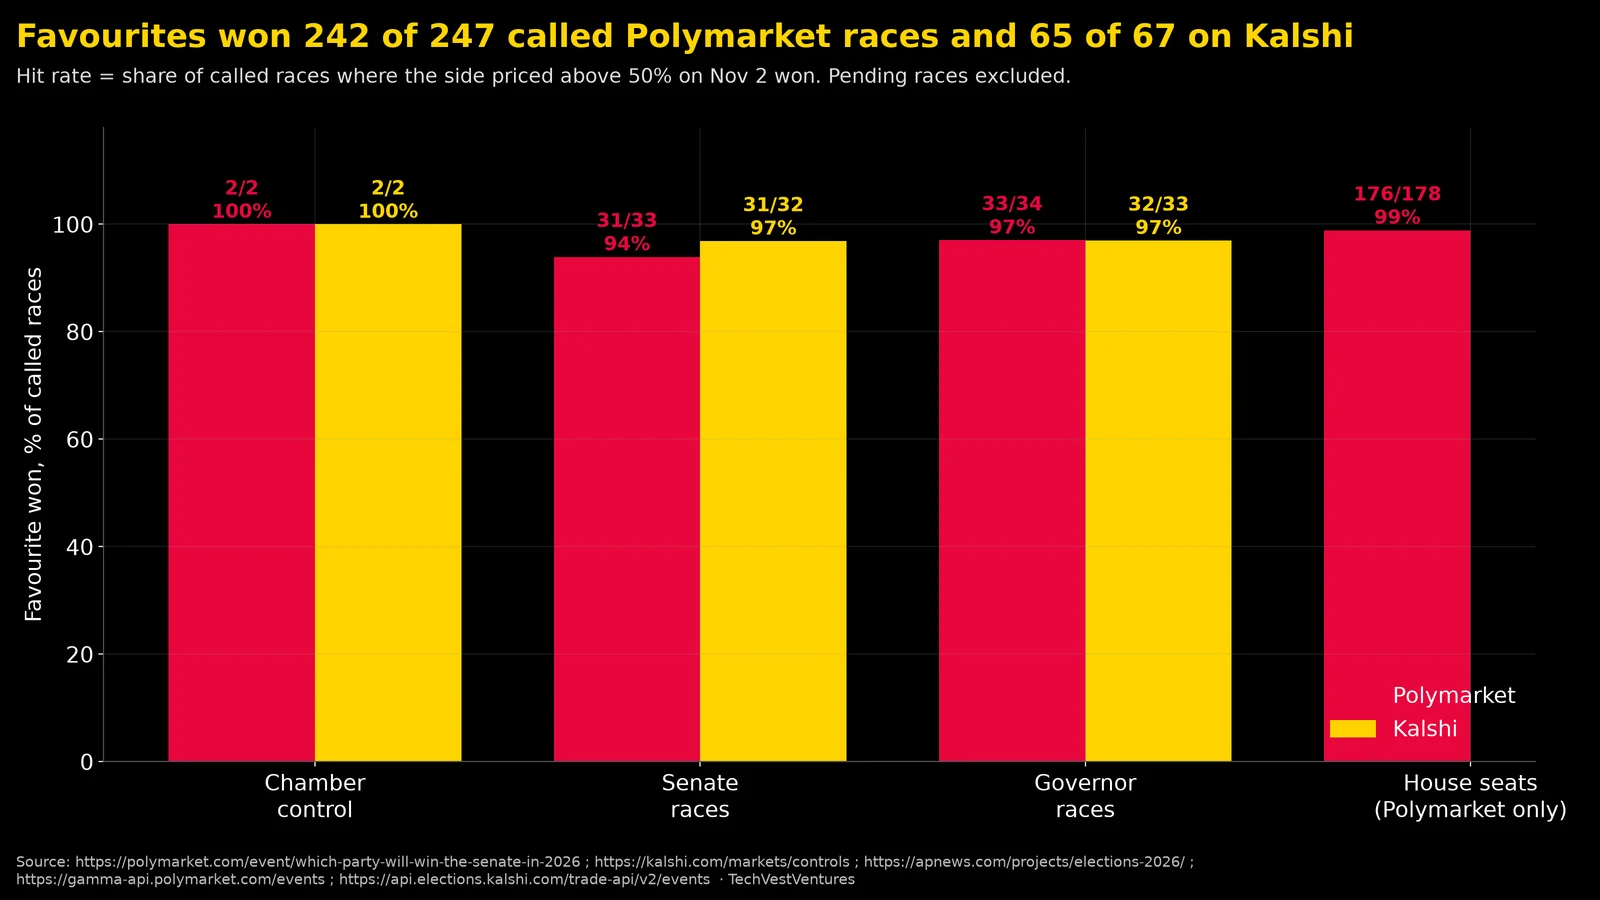 Favourites won 242 of 247 called Polymarket races and 65 of 67 on Kalshi
Hit rate = share of called races where the side priced above 50% on Nov 2 won. Pending races excluded.
Favourite won, % of called races
100
80
60
40
20
0
2/2
100%
2/2
100%
31/33
94%
31/32
97%
33/34
97%
32/33
97%
176/178
99%
Polymarket
Kalshi
Chamber
control
Senate
races
Governor
races
House seats
(Polymarket only)
Source: https://polymarket.com/event/which-party-will-win-the-senate-in-2026 ; https://kalshi.com/markets/controls ; https://apnews.com/projects/elections-2026/ ;
https://gamma-api.polymarket.com/events ; https://api.elections.kalshi.com/trade-api/v2/events · TechVestVentures